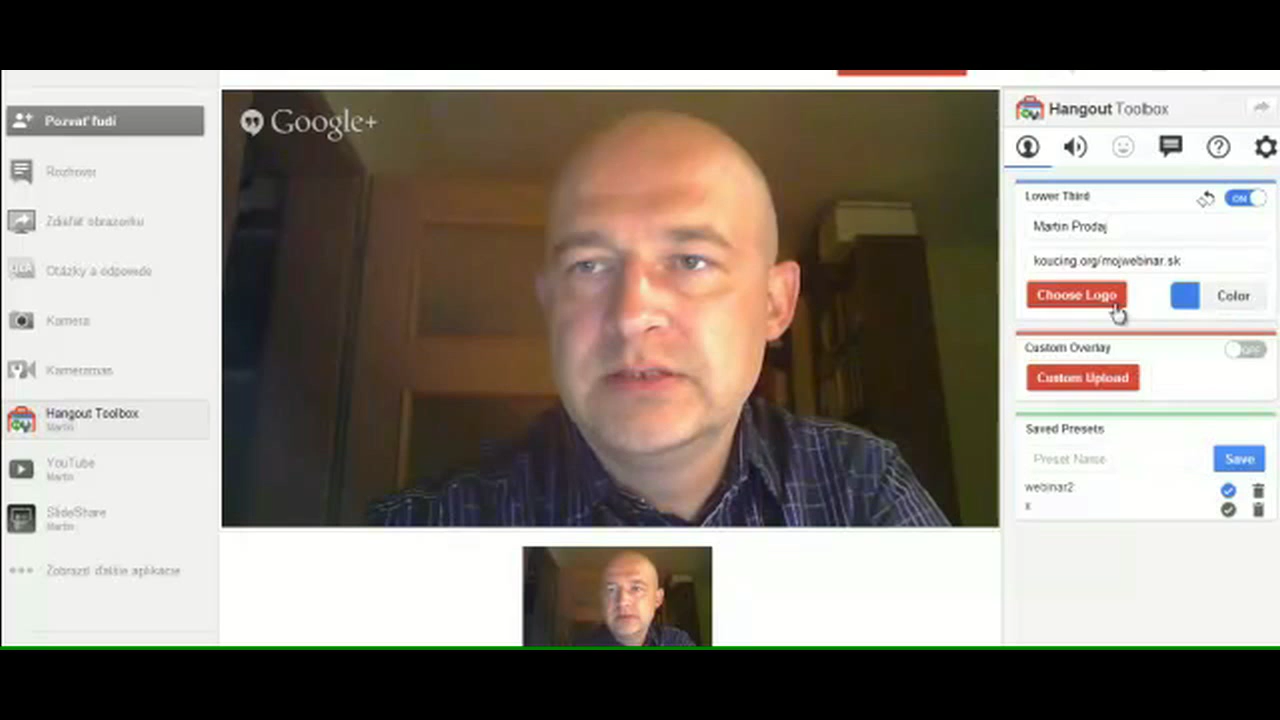 Pozvať ľudí
Rozhovor
Zdieľať obrazovku
Otázky a odpovede
Kamera
Kameraman
Hangout Toolbox
Martin
YouTube
Martin
SlideShare
Martin
Zobraziť ďalšie aplikácie
Google+
Hangout Toolbox
Lower Third
ON
Martin Prodaj
koucing.org/mojwebinar.sk
Choose Logo
Color
Custom Overlay
OFF
Custom Upload
Saved Presets
Preset Name
Save
webinar2
x